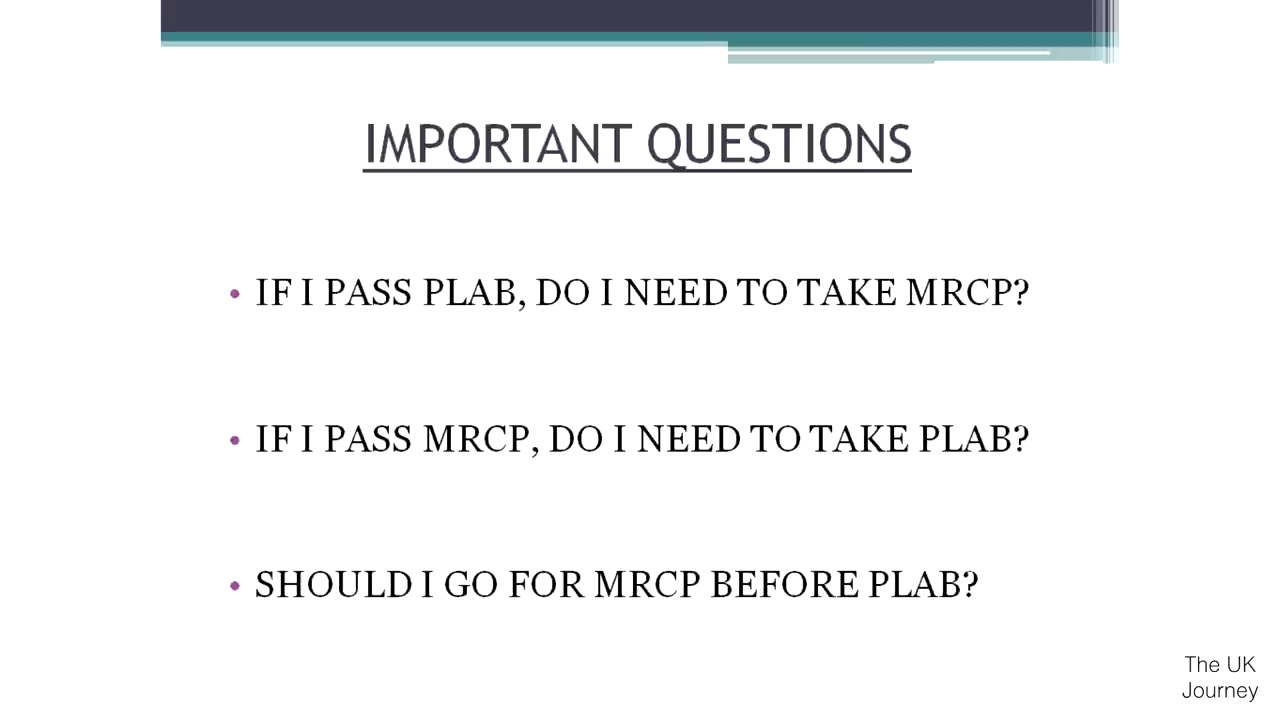 IMPORTANT QUESTIONS
• IF I PASS PLAB, DO I NEED TO TAKE MRCP?
• IF I PASS MRCP, DO I NEED TO TAKE PLAB?
• SHOULD I GO FOR MRCP BEFORE PLAB?
The UK
Journey